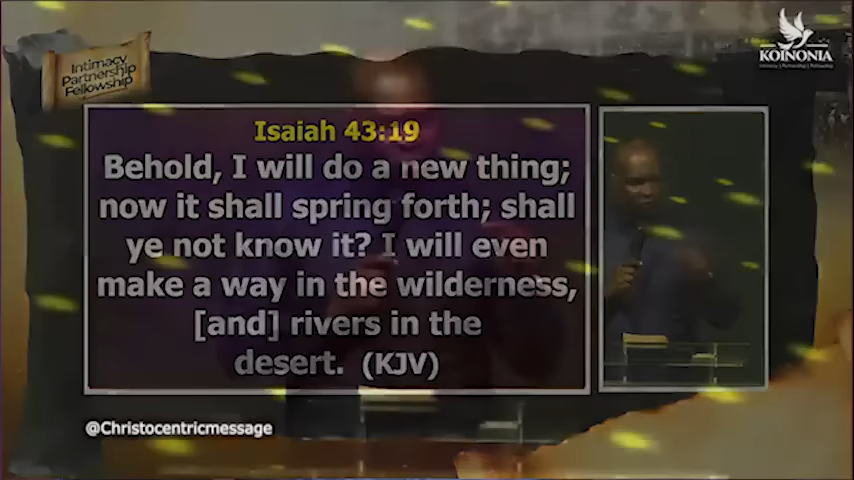 Intimacy
Partnership
Fellowship
KOINONIA
Isaiah 43:19
Behold, I will do a new thing;
now it shall spring forth; shall
ye not know it? I will even
make a way in the wilderness,
[and] rivers in the
desert. (KJV)
@Christocentricmessage